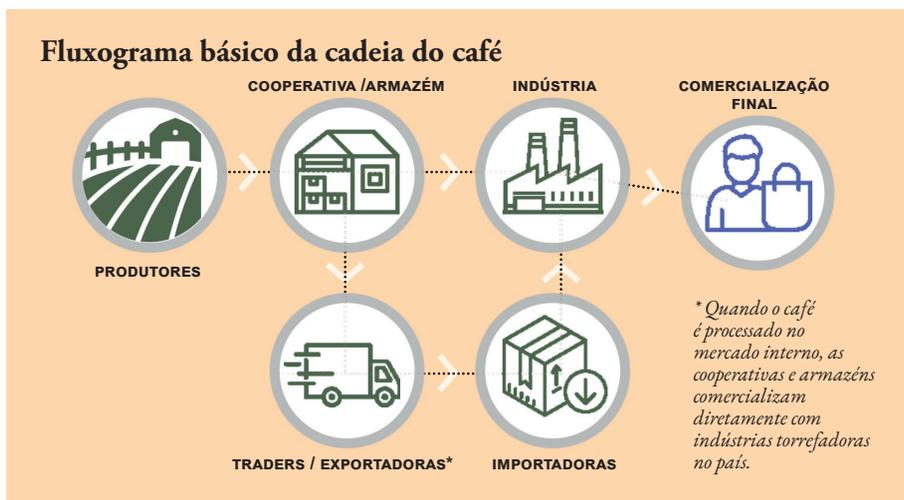 Fluxograma básico da cadeia do café
COOPERATIVA /ARMAZÉM
INDÚSTRIA
COMERCIALIZAÇÃO
FINAL
PRODUTORES
* Quando o café
é processado no
mercado interno, as
cooperativas e armazéns
comercializam
diretamente com
indústrias torrefadoras
no país.
TRADERS / EXPORTADORAS*
IMPORTADORAS